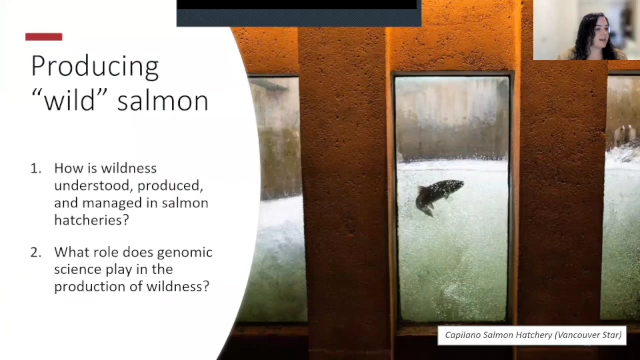 Producing
“wild” salmon
1. How is wildness
understood, produced,
and managed in salmon
hatcheries?
2. What role does genomic
science play in the
production of wildness?
Capilano Salmon Hatchery (Vancouver Star)